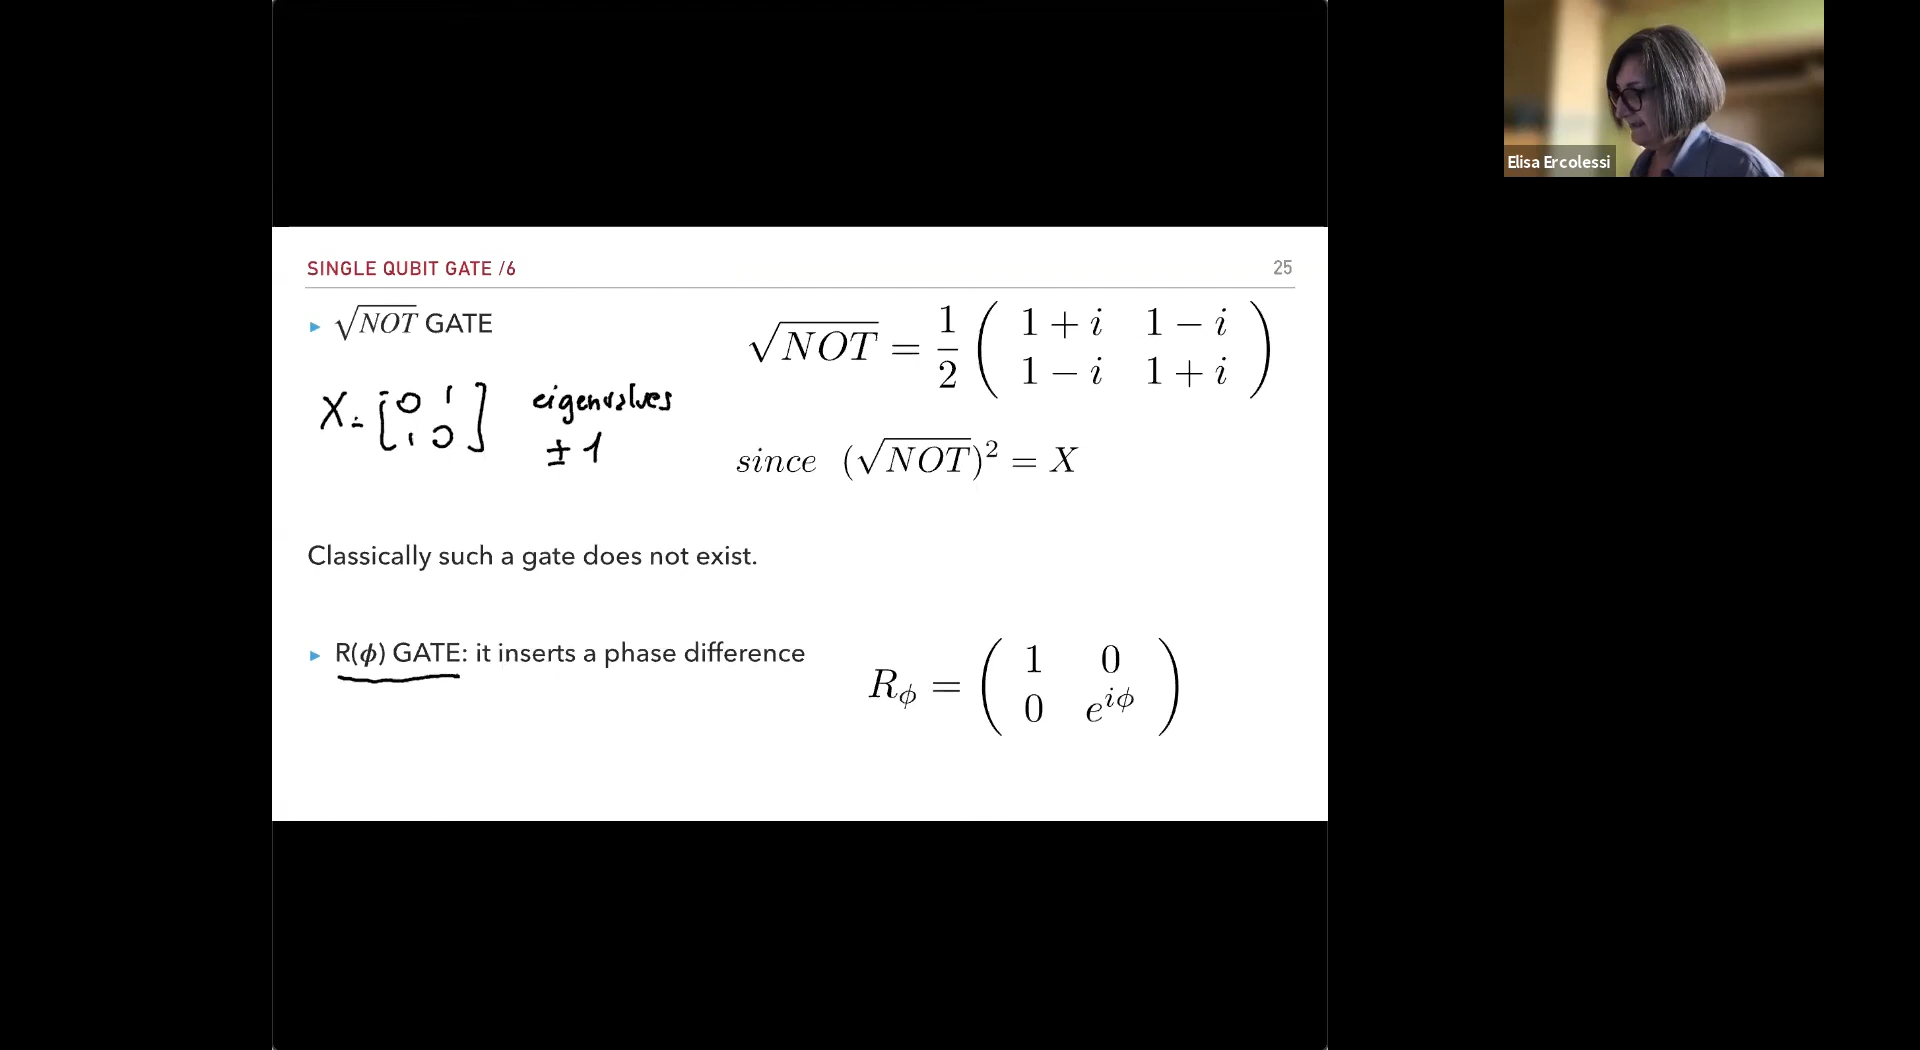 SINGLE QUBIT GATE /6
25
▸ √NOT GATE
√NOT = 1/2 ( 1 + i 1 − i
1 − i 1 + i )
X = [ 0 1
1 0 ]
eigenvalues
± 1
since (√NOT)² = X
Classically such a gate does not exist.
▸ R(ϕ) GATE: it inserts a phase difference
R_ϕ = ( 1 0
0 e^{iϕ} )
Elisa Ercolessi